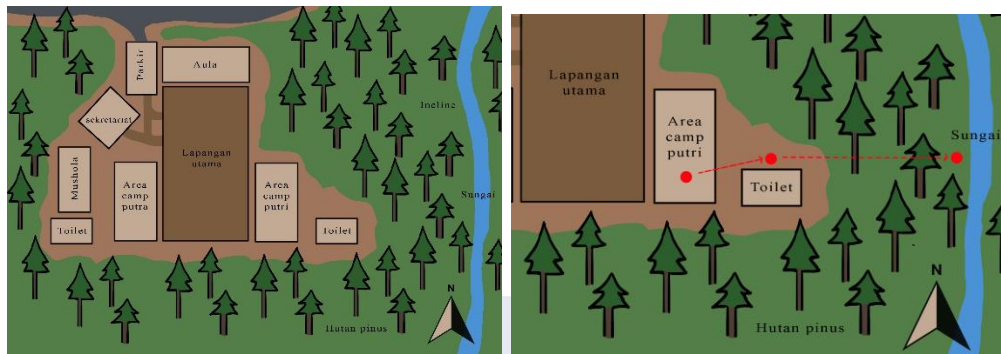 Parkir
Aula
sekretariat
Incline
Lapangan
utama
Mushola
Area
camp
putra
Area
camp
putri
Sungai
Toilet
Toilet
N
Hutan pinus
Lapangan
utama
Area
camp
putri
Sungai
Toilet
N
Hutan pinus